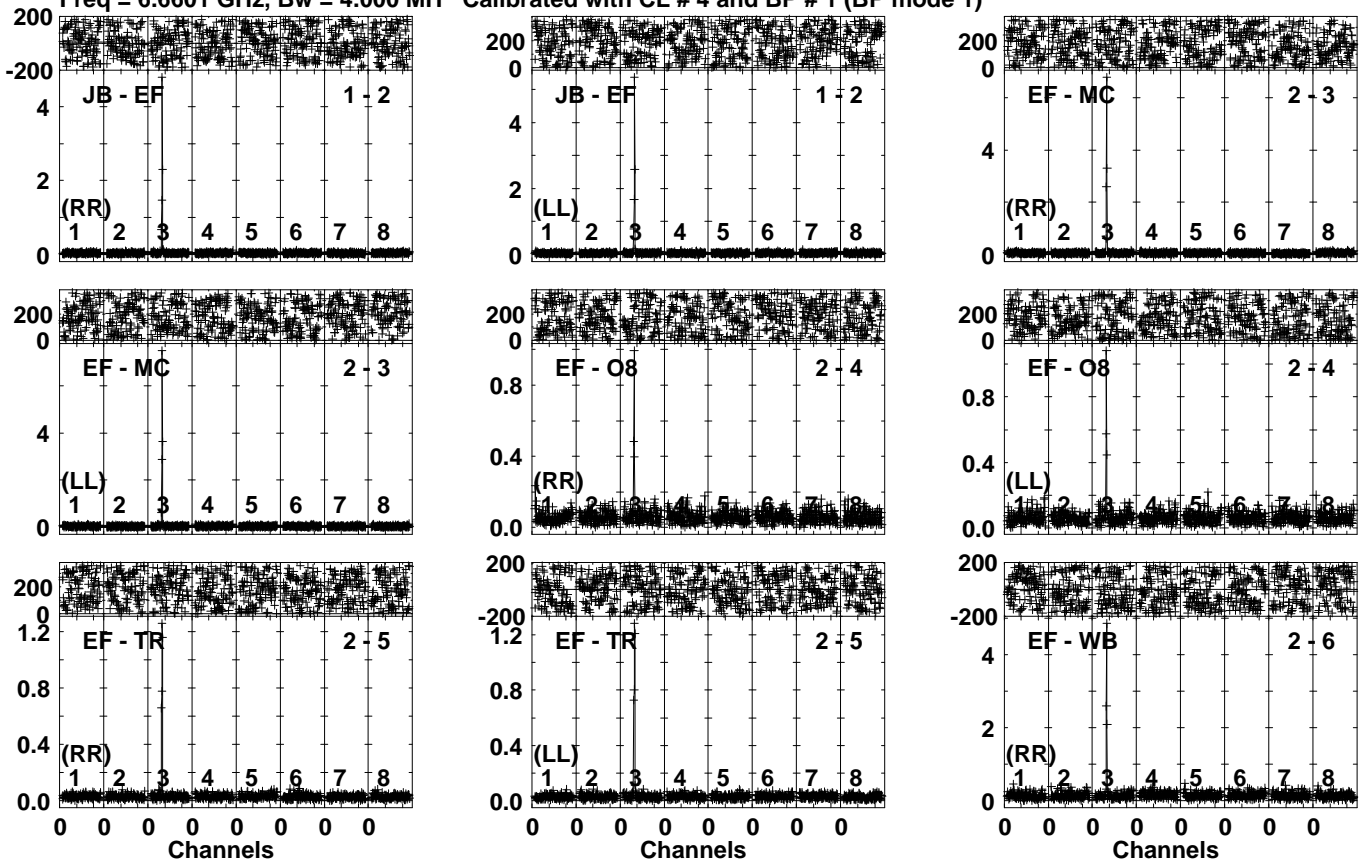 Freq = 6.6601 GHz, Bw = 4.000 MH Calibrated with CL # 4 and BP # 1 (BP mode 1)
200
-200
JB - EF 1 - 2
4
2
(RR)
1 2 3 4 5 6 7 8
0
200
0
JB - EF 1 - 2
4
2
(LL)
1 2 3 4 5 6 7 8
0
200
0
EF - MC 2 - 3
4
(RR)
1 2 3 4 5 6 7 8
0
200
0
EF - MC 2 - 3
4
(LL)
1 2 3 4 5 6 7 8
0
200
0
EF - O8 2 - 4
0.8
0.4
(RR)
1 2 3 4 5 6 7 8
0.0
200
0
EF - O8 2 - 4
0.8
0.4
(LL)
1 2 3 4 5 6 7 8
0.0
200
0
1.2
EF - TR 2 - 5
0.8
0.4
(RR)
1 2 3 4 5 6 7 8
0.0
0 0 0 0 0 0 0 0
Channels
200
-200
1.2
EF - TR 2 - 5
0.8
0.4
(LL)
1 2 3 4 5 6 7 8
0.0
0 0 0 0 0 0 0 0
Channels
200
-200
EF - WB 2 - 6
4
2
(RR)
1 2 3 4 5 6 7 8
0
0 0 0 0 0 0 0 0
Channels